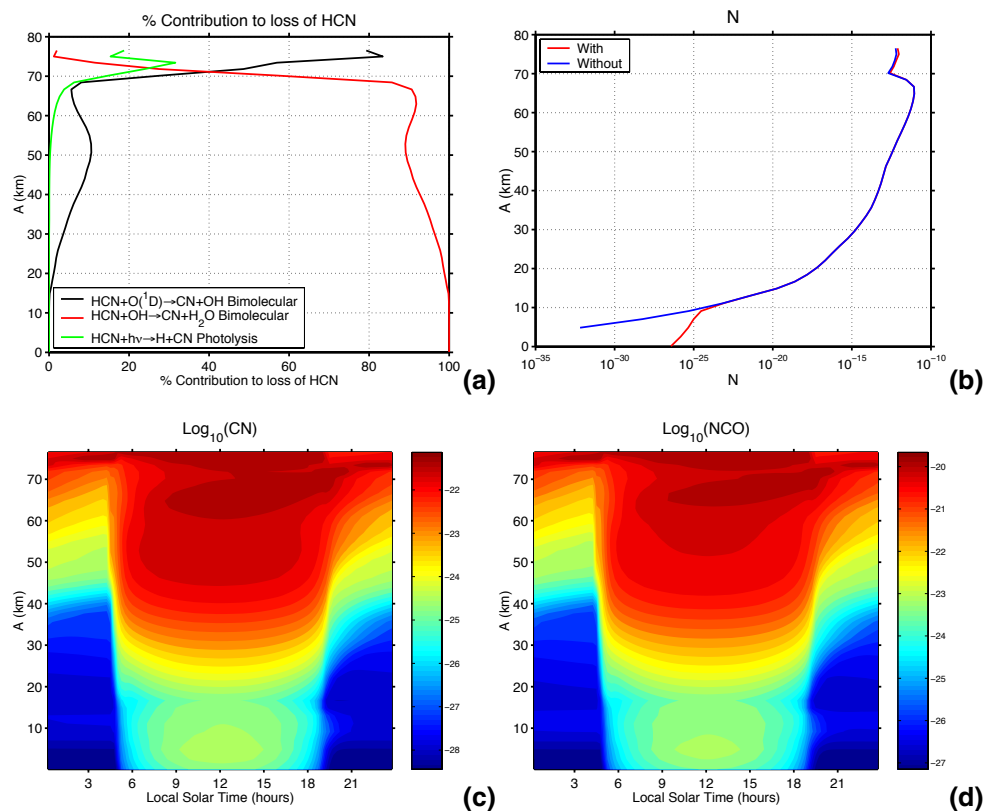 % Contribution to loss of HCN
80
70
60
50
40
30
20
10
0
A (km)
HCN+O(¹D)→CN+OH Bimolecular
HCN+OH→CN+H₂O Bimolecular
HCN+hν→H+CN Photolysis
0 20 40 60 80 100
% Contribution to loss of HCN
(a)
N
80
70
60
50
40
30
20
10
0
A (km)
With
Without
10⁻³⁵ 10⁻³⁰ 10⁻²⁵ 10⁻²⁰ 10⁻¹⁵ 10⁻¹⁰
N
(b)
Log₁₀(CN)
70
60
50
40
30
20
10
A (km)
3 6 9 12 15 18 21
Local Solar Time (hours)
−22
−23
−24
−25
−26
−27
−28
(c)
Log₁₀(NCO)
70
60
50
40
30
20
10
A (km)
3 6 9 12 15 18 21
Local Solar Time (hours)
−20
−21
−22
−23
−24
−25
−26
−27
(d)